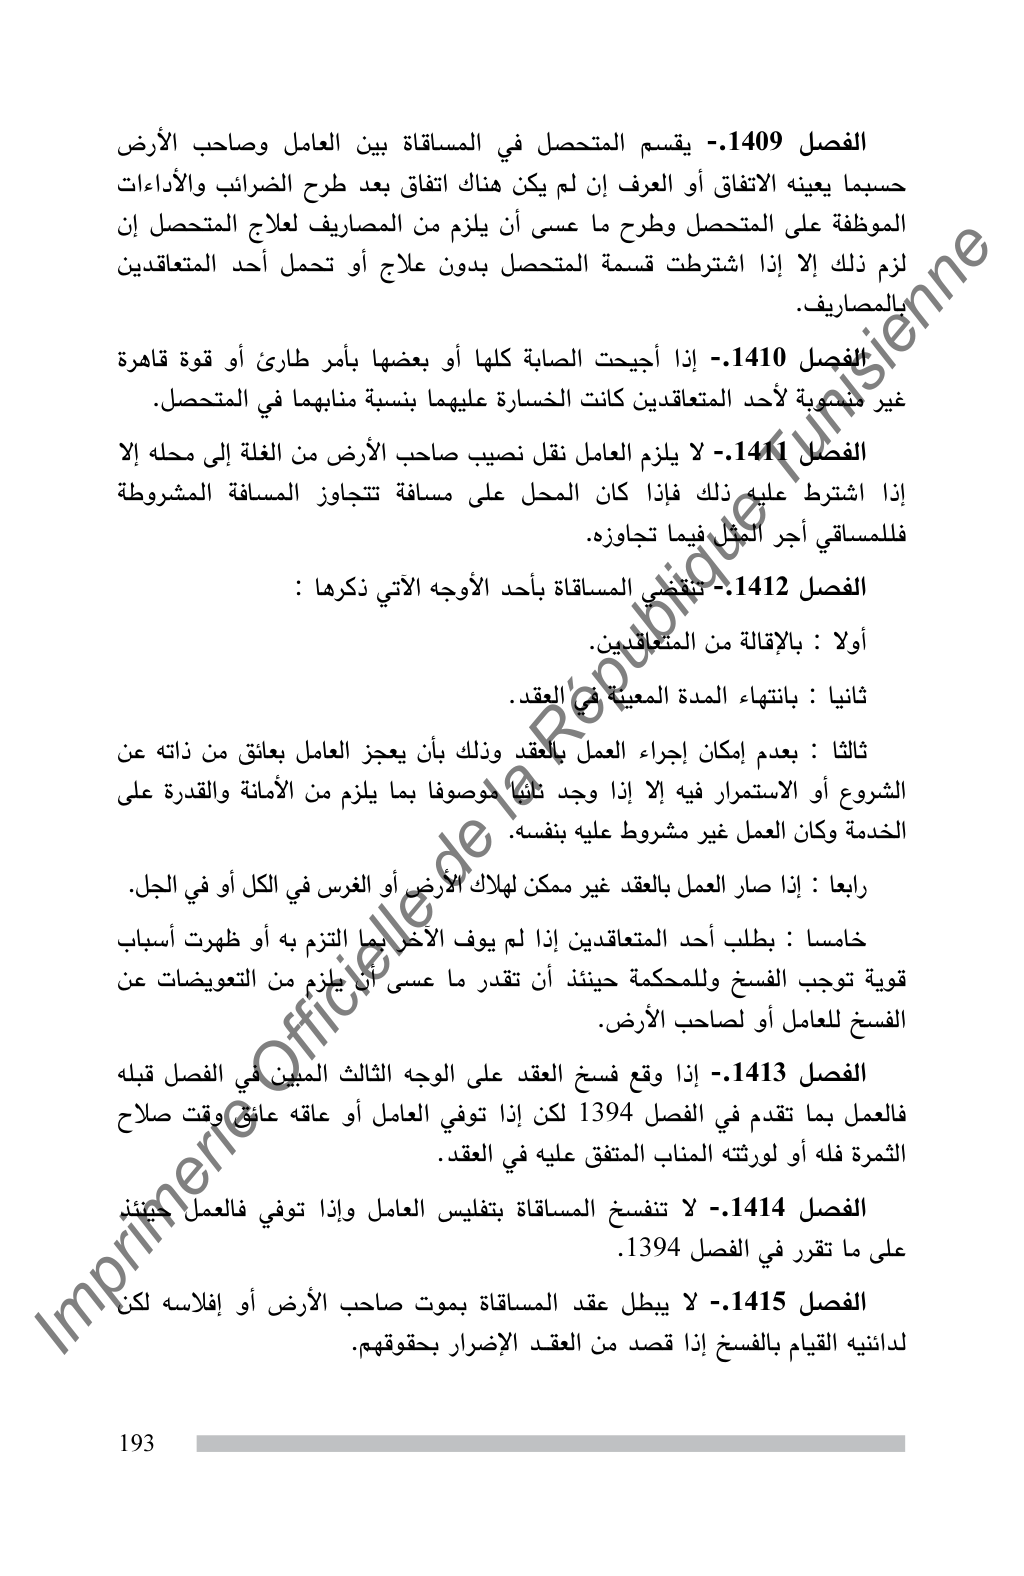 الفصل 1409.- يقسم المتحصل في المساقاة بين العامل وصاحب الأرض
حسبما يعينه الاتفاق أو العرف إن لم يكن هناك اتفاق بعد طرح الضرائب والأداءات
الموظفة على المتحصل وطرح ما عسى أن يلزم من المصاريف لعلاج المتحصل إن
لزم ذلك إلا إذا اشترطت قسمة المتحصل بدون علاج أو تحمل أحد المتعاقدين
بالمصاريف.
الفصل 1410.- إذا أجيحت الصابة كلها أو بعضها بأمر طارئ أو قوة قاهرة
غير منسوبة لأحد المتعاقدين كانت الخسارة عليهما بنسبة منابهما في المتحصل.
الفصل 1411.- لا يلزم العامل نقل نصيب صاحب الأرض من الغلة إلى محله إلا
إذا اشترط عليه ذلك فإذا كان المحل على مسافة تتجاوز المسافة المشروطة
فللمساقي أجر المثل فيما تجاوزه.
الفصل 1412.- تنقضي المساقاة بأحد الأوجه الآتي ذكرها :
أولا : بالإقالة من المتعاقدين.
ثانيا : بانتهاء المدة المعينة في العقد.
ثالثا : بعدم إمكان إجراء العمل بالعقد وذلك بأن يعجز العامل بعائق من ذاته عن
الشروع أو الاستمرار فيه إلا إذا وجد نائبا موصوفا بما يلزم من الأمانة والقدرة على
الخدمة وكان العمل غير مشروط عليه بنفسه.
رابعا : إذا صار العمل بالعقد غير ممكن لهلاك الأرض أو الغرس في الكل أو في الجل.
خامسا : بطلب أحد المتعاقدين إذا لم يوف الآخر بما التزم به أو ظهرت أسباب
قوية توجب الفسخ وللمحكمة حينئذ أن تقدر ما عسى أن يلزم من التعويضات عن
الفسخ للعامل أو لصاحب الأرض.
الفصل 1413.- إذا وقع فسخ العقد على الوجه الثالث المبين في الفصل قبله
فالعمل بما تقدم في الفصل 1394 لكن إذا توفي العامل أو عاقه عائق وقت صلاح
الثمرة فله أو لورثته المناب المتفق عليه في العقد.
الفصل 1414.- لا تنفسخ المساقاة بتفليس العامل وإذا توفي فالعمل حينئذ
على ما تقرر في الفصل 1394.
الفصل 1415.- لا يبطل عقد المساقاة بموت صاحب الأرض أو إفلاسه لكن
لدائنيه القيام بالفسخ إذا قصد من العقـد الإضرار بحقوقهم.
193
Imprimerie Officielle de la République Tunisienne